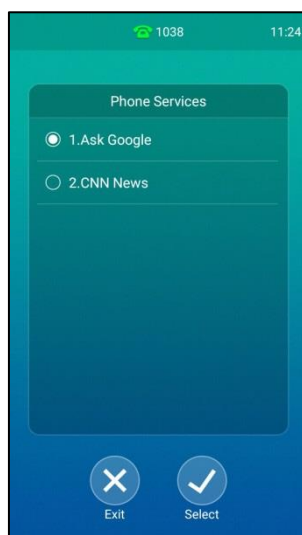 1038 11:24
Phone Services
1.Ask Google
2.CNN News
Exit Select